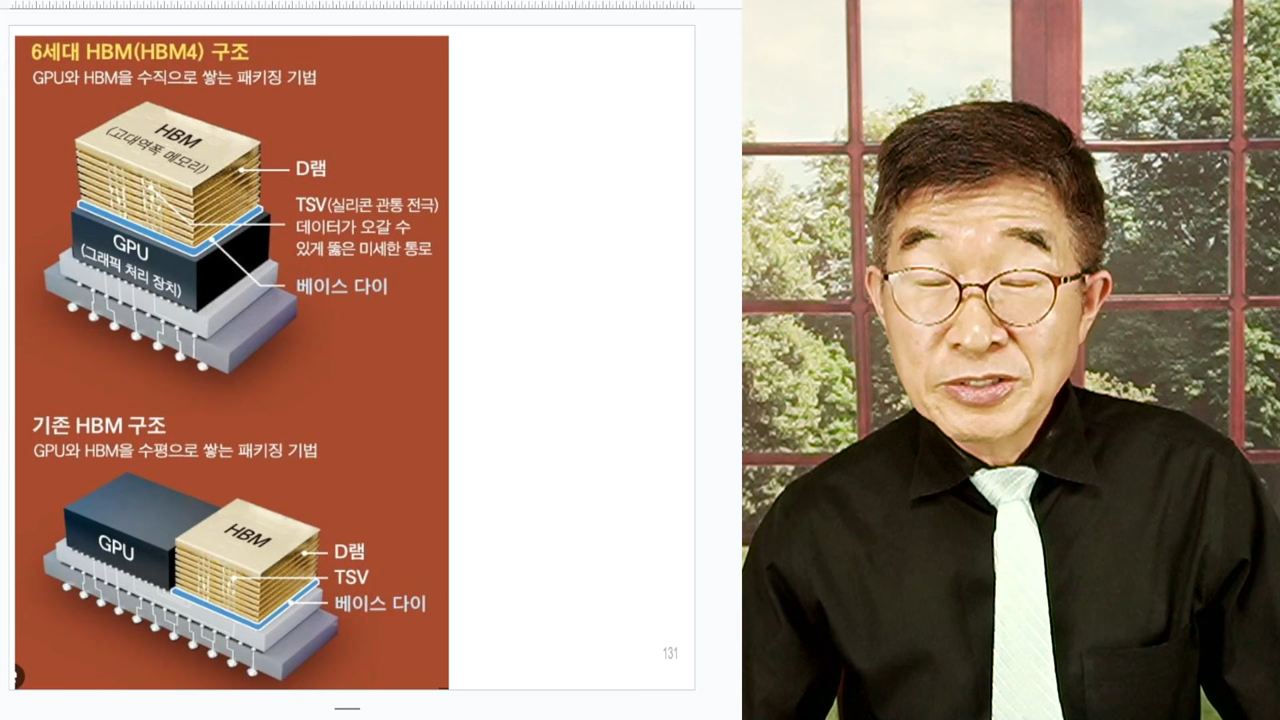 6세대 HBM(HBM4) 구조
GPU와 HBM을 수직으로 쌓는 패키징 기법
HBM
(고대역폭 메모리)
D램
TSV(실리콘 관통 전극)
데이터가 오갈 수
있게 뚫은 미세한 통로
GPU
(그래픽 처리 장치)
베이스 다이
기존 HBM 구조
GPU와 HBM을 수평으로 쌓는 패키징 기법
HBM
GPU
D램
TSV
베이스 다이
131